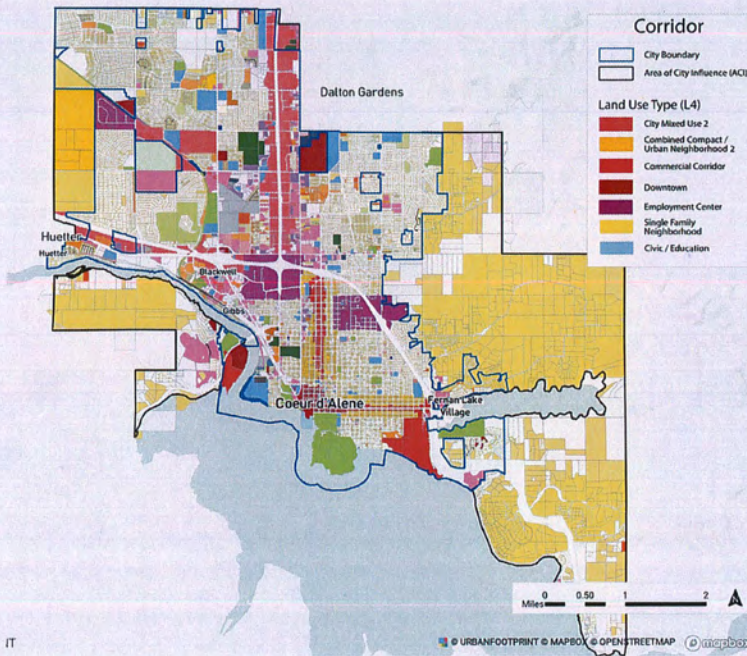 Corridor
City Boundary
Area of City Influence (ACI)
Land Use Type (L4)
City Mixed Use 2
Combined Compact /
Urban Neighborhood 2
Commercial Corridor
Downtown
Employment Center
Single Family
Neighborhood
Civic / Education
Dalton Gardens
Huetter
Huetter
Blackwell
Gibbs
Coeur d'Alene
Fernan Lake
Village
0 0.50 1 2
Miles
IT
© URBANFOOTPRINT © MAPBOX © OPENSTREETMAP
mapbox